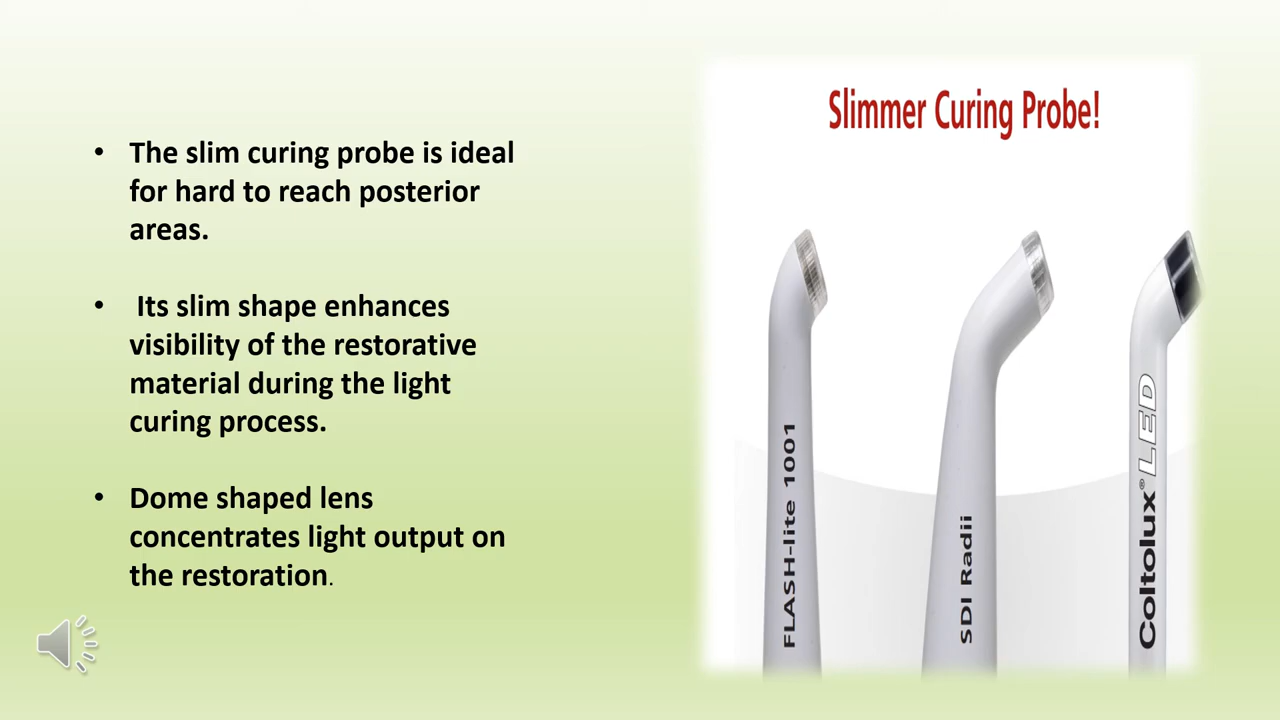 • The slim curing probe is ideal
for hard to reach posterior
areas.
• Its slim shape enhances
visibility of the restorative
material during the light
curing process.
• Dome shaped lens
concentrates light output on
the restoration.
Slimmer Curing Probe!
FLASH-lite 1001
SDI Radii
Coltolux® LED